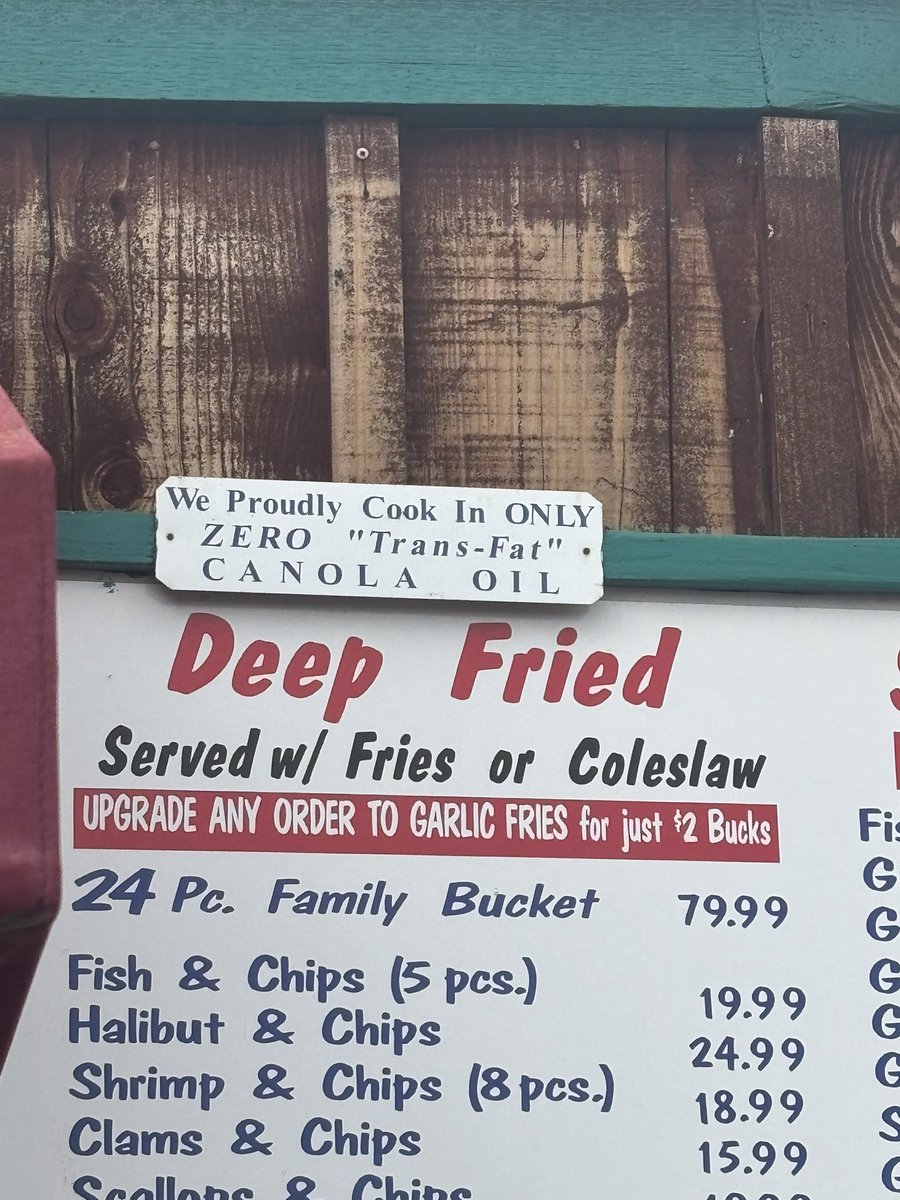 We Proudly Cook In ONLY
ZERO "Trans-Fat"
CANOLA OIL
Deep Fried
Served w/ Fries or Coleslaw
UPGRADE ANY ORDER TO GARLIC FRIES for just $2 Bucks
24 Pc. Family Bucket 79.99
Fish & Chips (5 pcs.) 19.99
Halibut & Chips 24.99
Shrimp & Chips (8 pcs.) 18.99
Clams & Chips 15.99
Scallops & Chips